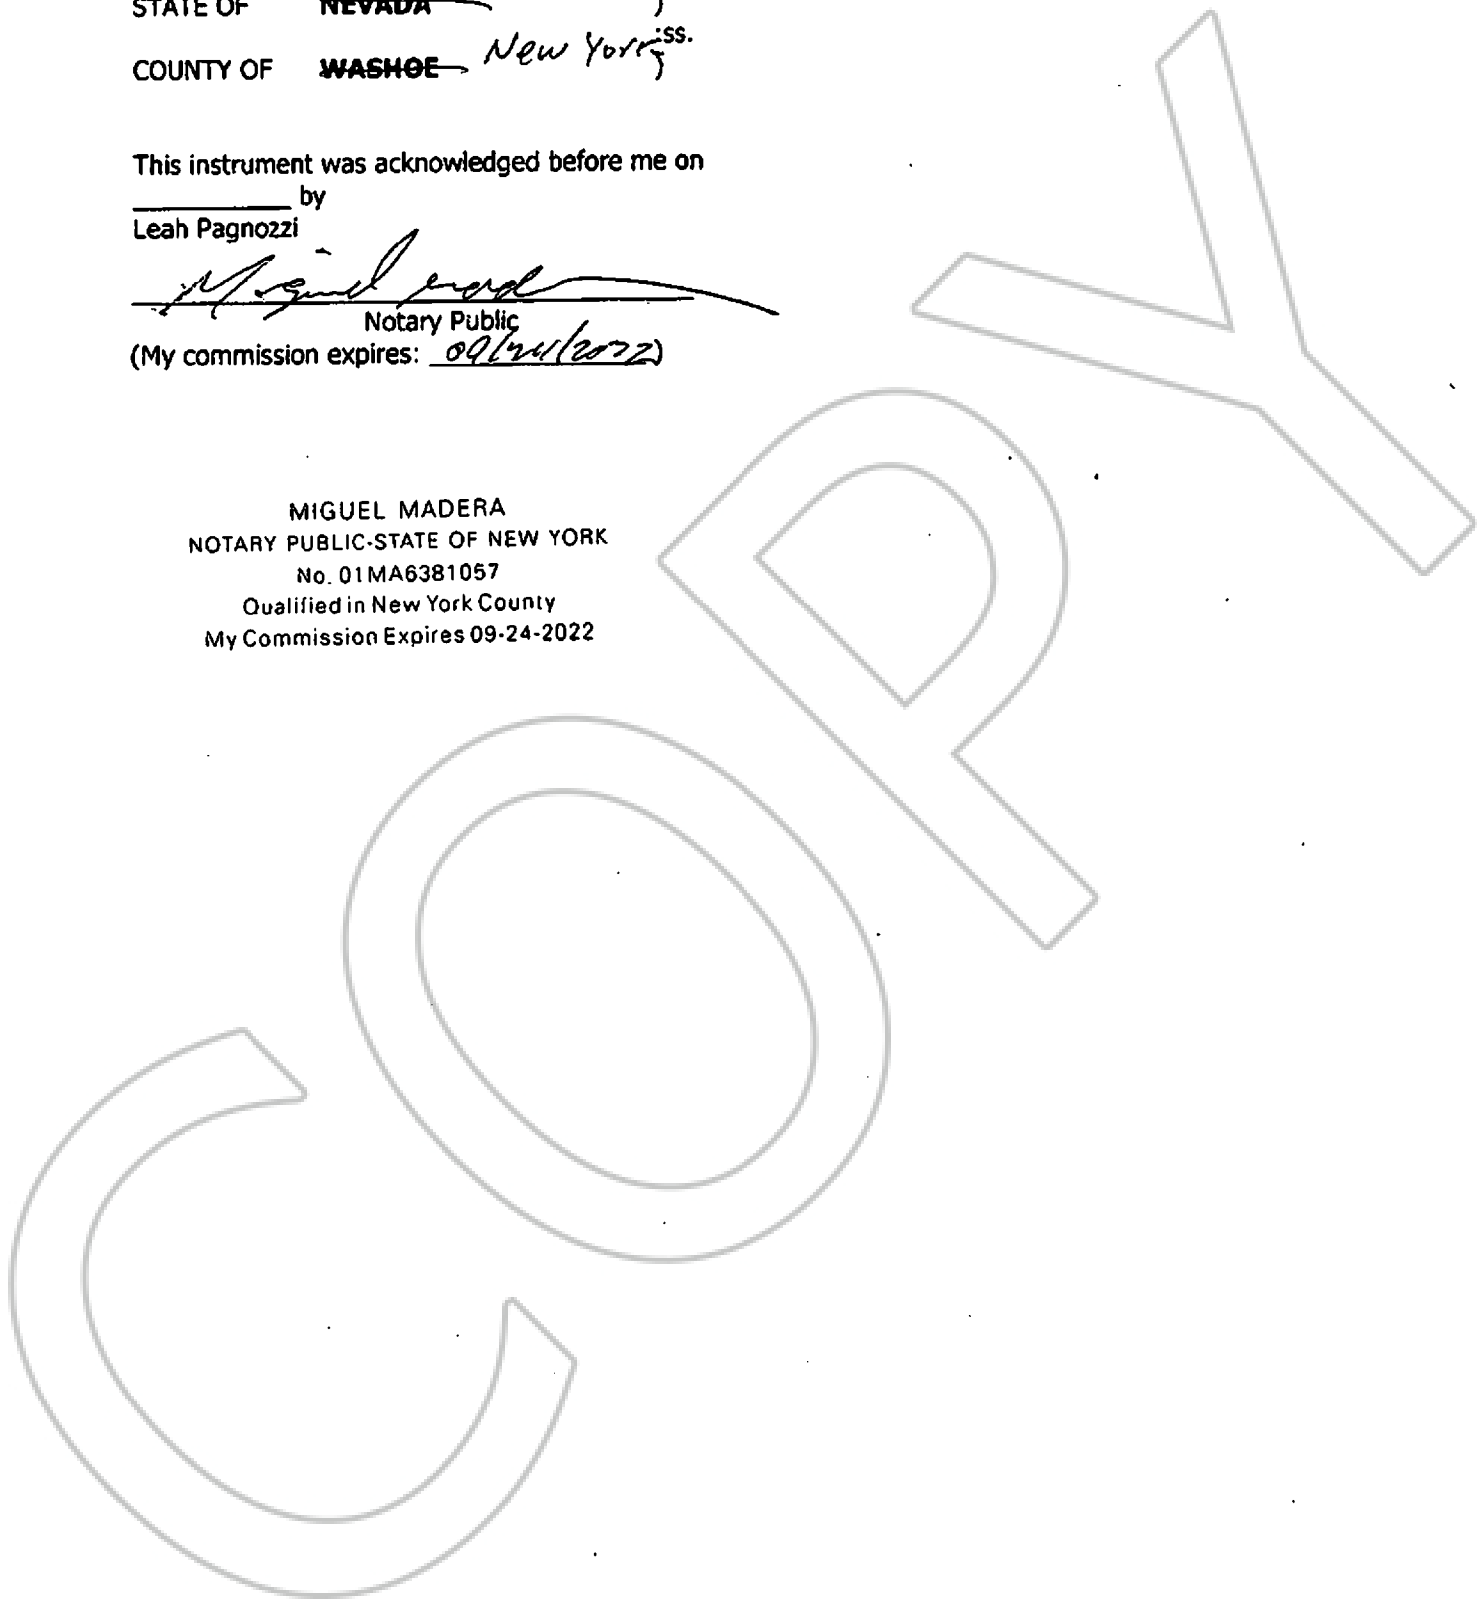 STATE OF NEVADA )
COUNTY OF WASHOE New York :ss.
)
This instrument was acknowledged before me on
__________ by
Leah Pagnozzi
Notary Public
(My commission expires: 09/24/2022)
MIGUEL MADERA
NOTARY PUBLIC-STATE OF NEW YORK
No. 01MA6381057
Qualified in New York County
My Commission Expires 09-24-2022
COPY